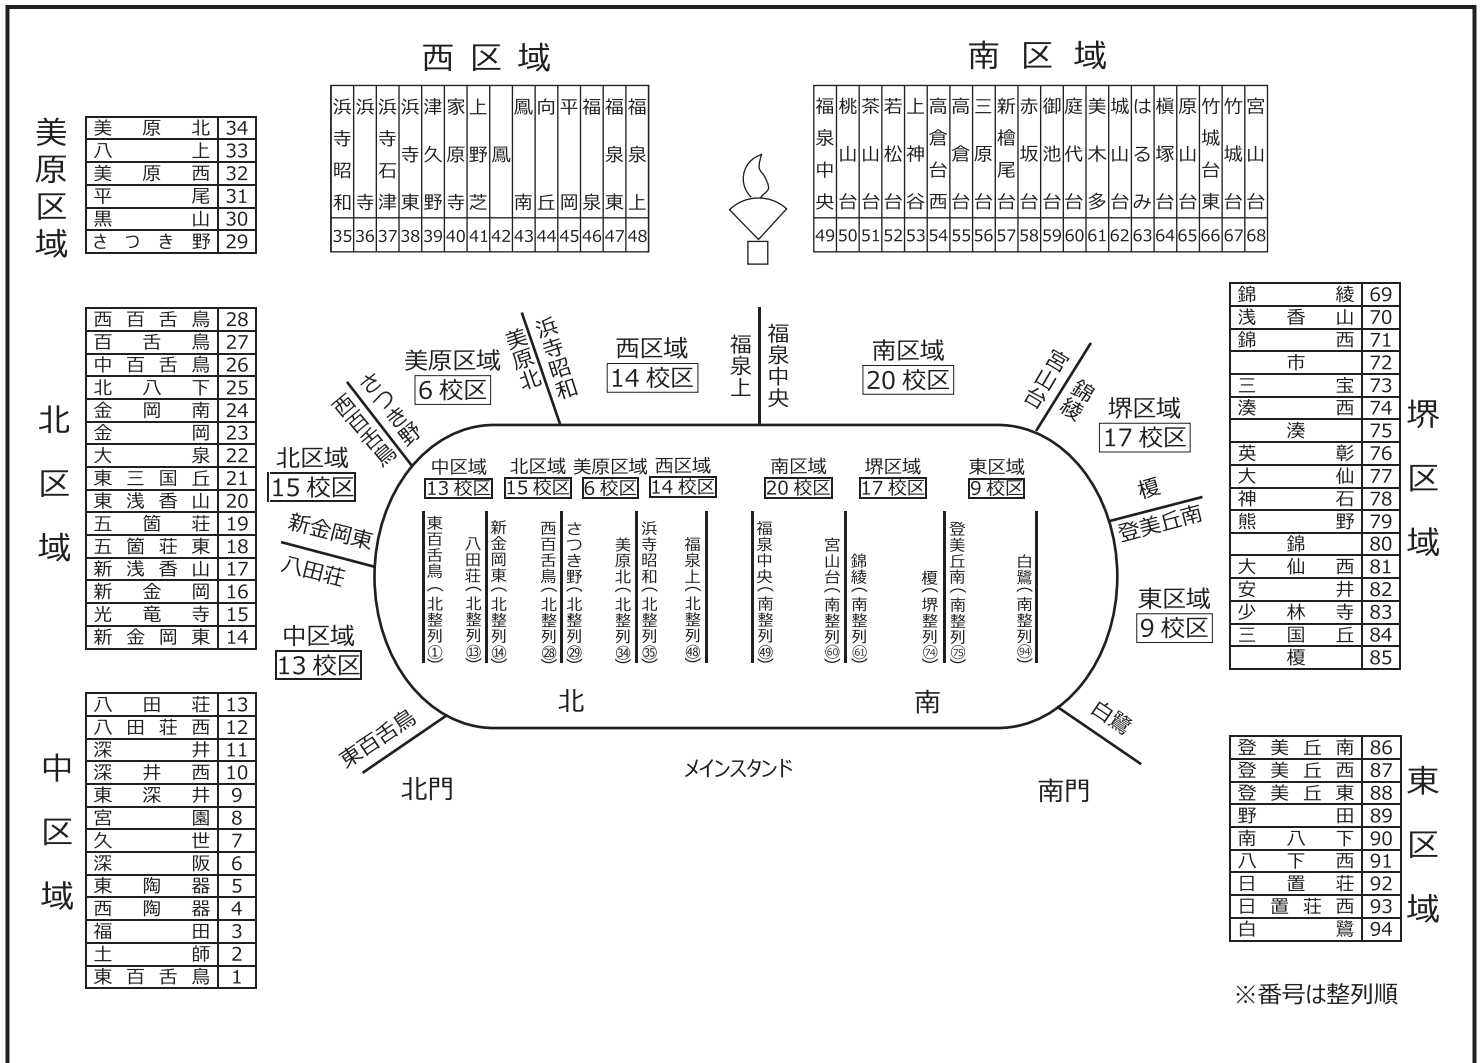 西区域
浜寺昭和 35
浜寺 36
浜寺石津 37
浜寺東 38
津久野 39
家原寺 40
上野芝 41
鳳 42
鳳南 43
向丘 44
平岡 45
福泉 46
福泉東 47
福泉上 48
南区域
福泉中央 49
桃山台 50
茶山台 51
若松台 52
上神谷 53
高倉台西 54
高倉台 55
三原台 56
新檜尾台 57
赤坂台 58
御池台 59
庭代台 60
美木多 61
城山台 62
はるみ 63
槇塚台 64
原山台 65
竹城台東 66
竹城台 67
宮山台 68
美原区域
美原北 34
八上 33
美原西 32
平尾 31
黒山 30
さつき野 29
北区域
西百舌鳥 28
百舌鳥 27
中百舌鳥 26
北八下 25
金岡南 24
金岡 23
大泉 22
東三国丘 21
東浅香山 20
五箇荘 19
五箇荘東 18
新浅香山 17
新金岡 16
光竜寺 15
新金岡東 14
中区域
八田荘 13
八田荘西 12
深井 11
深井西 10
東深井 9
宮園 8
久世 7
深阪 6
東陶器 5
西陶器 4
福田 3
土師 2
東百舌鳥 1
堺区域
錦綾 69
浅香山 70
錦西 71
市 72
三宝 73
湊西 74
湊 75
英彰 76
大仙 77
神石 78
熊野 79
錦 80
大仙西 81
安井 82
少林寺 83
三国丘 84
榎 85
東区域
登美丘南 86
登美丘西 87
登美丘東 88
野田 89
南八下 90
八下西 91
日置荘 92
日置荘西 93
白鷺 94
東百舌鳥
中区域
13 校区
八田荘
新金岡東
北区域
15 校区
西百舌鳥
さつき野
美原区域
6 校区
美原北
浜寺昭和
西区域
14 校区
福泉上
福泉中央
南区域
20 校区
宮山台
錦綾
堺区域
17 校区
榎
登美丘南
東区域
9 校区
白鷺
中区域
13 校区
北区域
15 校区
美原区域
6 校区
西区域
14 校区
南区域
20 校区
堺区域
17 校区
東区域
9 校区
東百舌鳥(北整列①)
八田荘(北整列⑬)
新金岡東(北整列⑭)
西百舌鳥(北整列㉘)
さつき野(北整列㉙)
美原北(北整列㉞)
浜寺昭和(北整列㉟)
福泉上(北整列㊽)
福泉中央(南整列㊾)
宮山台(南整列60)
錦綾(南整列61)
榎(堺整列74)
登美丘南(南整列75)
白鷺(南整列94)
北
南
メインスタンド
北門
南門
※番号は整列順